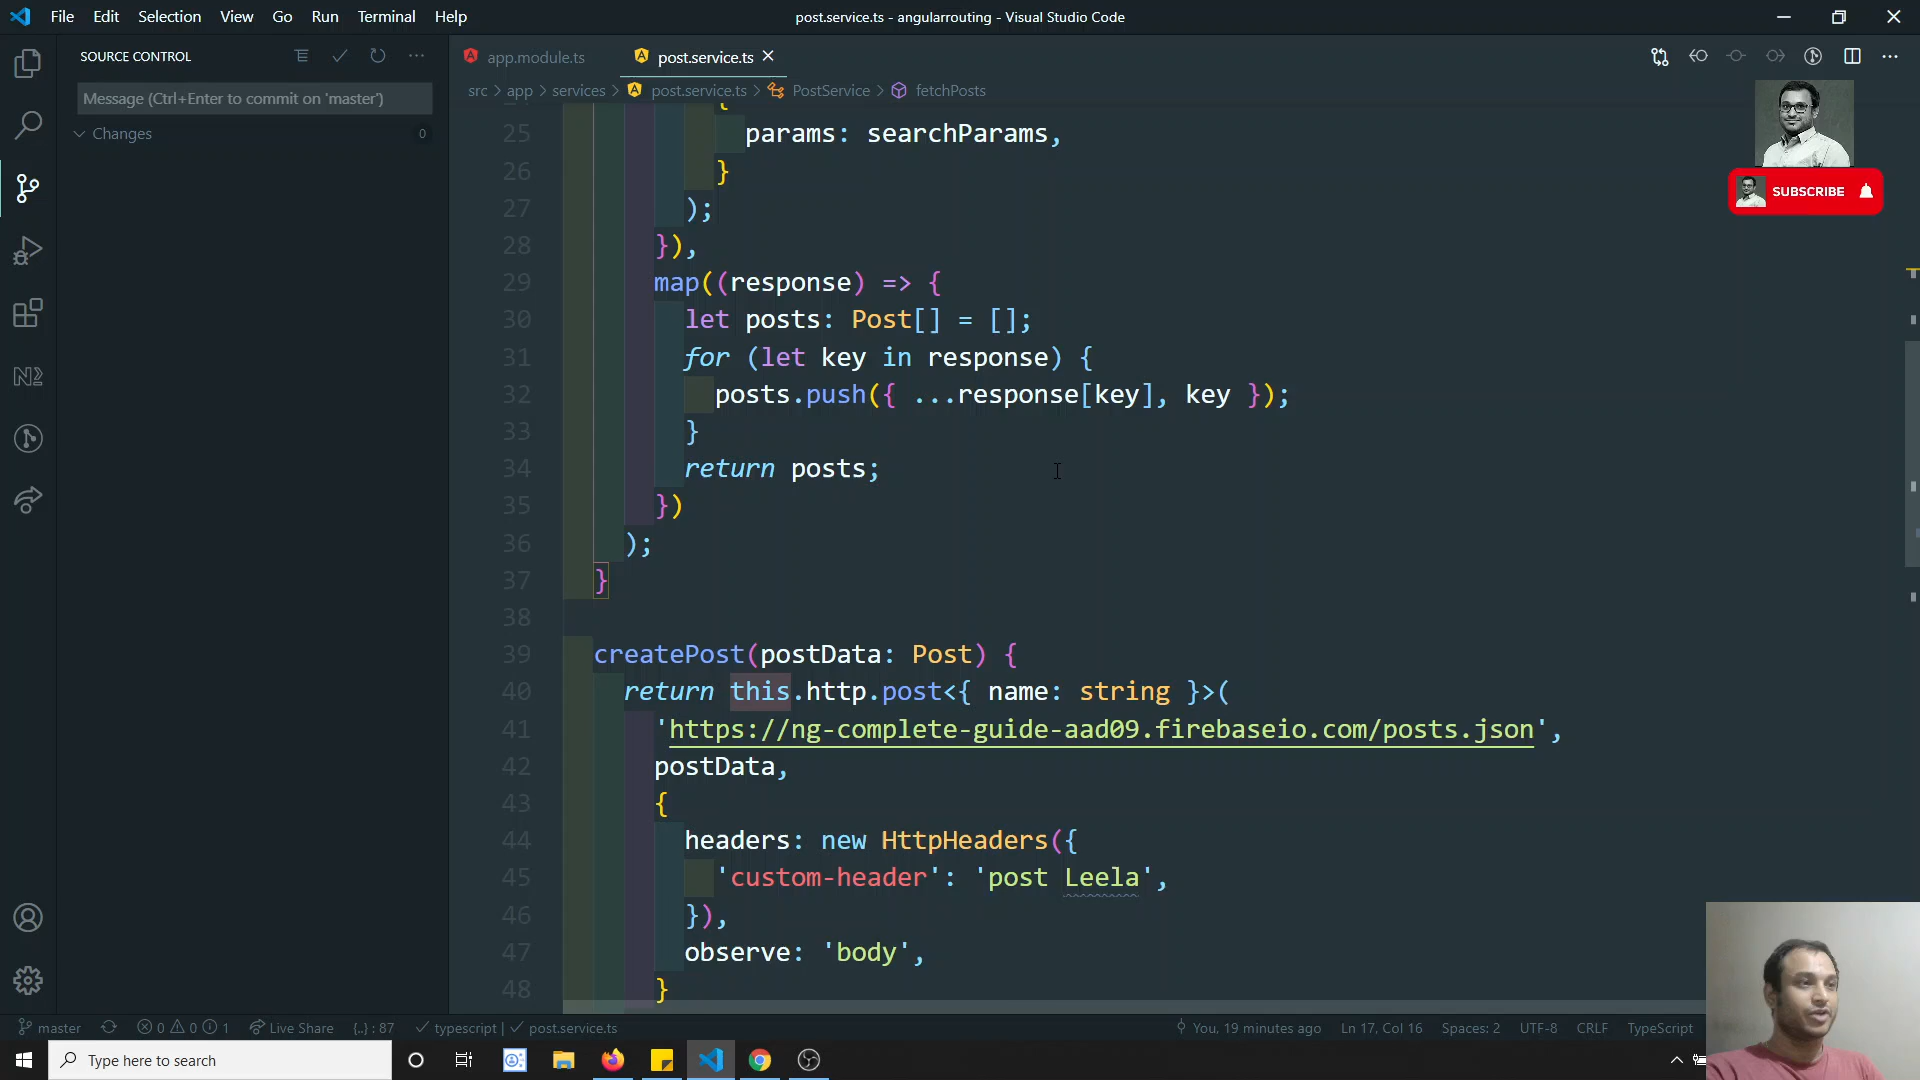 File Edit Selection View Go Run Terminal Help
post.service.ts - angularrouting - Visual Studio Code
SOURCE CONTROL
app.module.ts
post.service.ts
Message (Ctrl+Enter to commit on 'master')
src > app > services > post.service.ts > PostService > fetchPosts
Changes 0
SUBSCRIBE
{
25 params: searchParams,
26 }
27 );
28 }),
29 map((response) => {
30 let posts: Post[] = [];
31 for (let key in response) {
32 posts.push({ ...response[key], key });
33 }
34 return posts;
35 })
36 );
37 }
38
39 createPost(postData: Post) {
40 return this.http.post<{ name: string }>(
41 'https://ng-complete-guide-aad09.firebaseio.com/posts.json',
42 postData,
43 {
44 headers: new HttpHeaders({
45 'custom-header': 'post Leela',
46 }),
47 observe: 'body',
48 }
master 0 0 1 Live Share {..} : 87 typescript | post.service.ts
You, 19 minutes ago Ln 17, Col 16 Spaces: 2 UTF-8 CRLF TypeScript
Type here to search